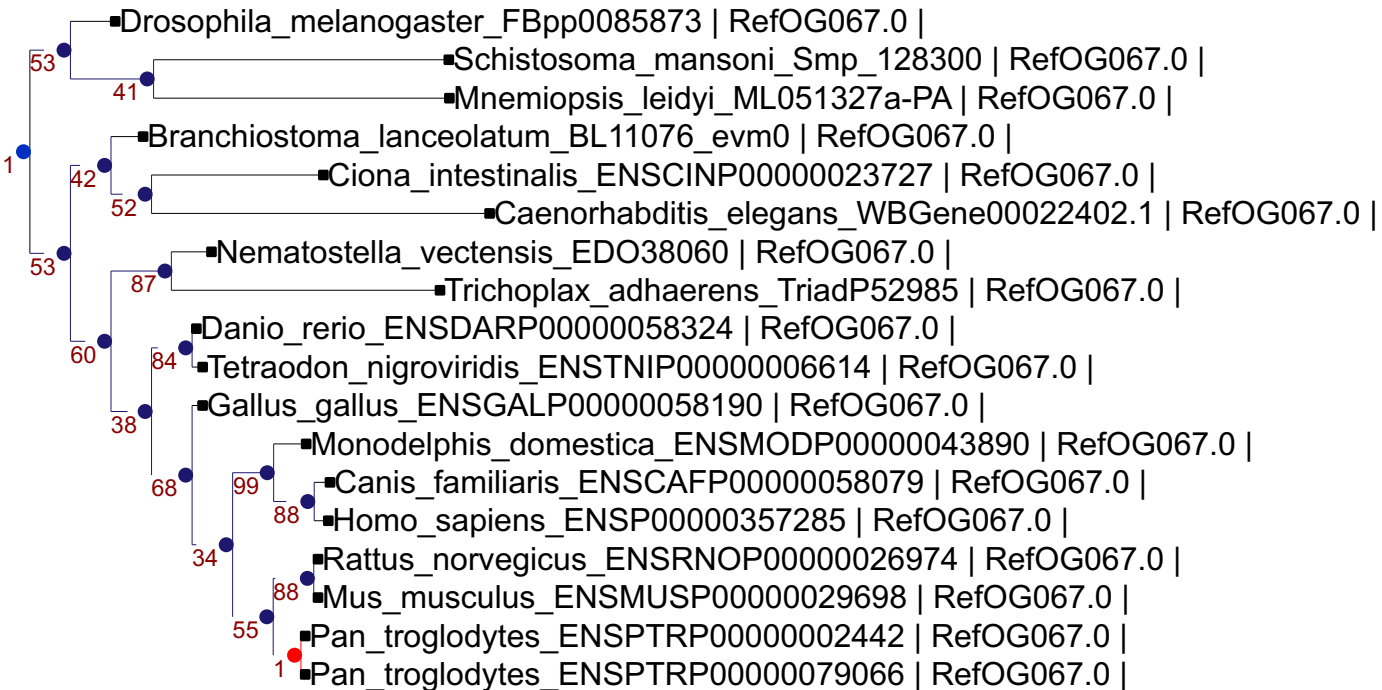 Drosophila_melanogaster_FBpp0085873 | RefOG067.0 |
53
Schistosoma_mansoni_Smp_128300 | RefOG067.0 |
41
Mnemiopsis_leidyi_ML051327a-PA | RefOG067.0 |
Branchiostoma_lanceolatum_BL11076_evm0 | RefOG067.0 |
1
42
Ciona_intestinalis_ENSCINP00000023727 | RefOG067.0 |
52
Caenorhabditis_elegans_WBGene00022402.1 | RefOG067.0 |
Nematostella_vectensis_EDO38060 | RefOG067.0 |
53
87
Trichoplax_adhaerens_TriadP52985 | RefOG067.0 |
Danio_rerio_ENSDARP00000058324 | RefOG067.0 |
60
84
Tetraodon_nigroviridis_ENSTNIP00000006614 | RefOG067.0 |
Gallus_gallus_ENSGALP00000058190 | RefOG067.0 |
38
Monodelphis_domestica_ENSMODP00000043890 | RefOG067.0 |
68
99
Canis_familiaris_ENSCAFP00000058079 | RefOG067.0 |
88
Homo_sapiens_ENSP00000357285 | RefOG067.0 |
34
Rattus_norvegicus_ENSRNOP00000026974 | RefOG067.0 |
88
Mus_musculus_ENSMUSP00000029698 | RefOG067.0 |
55
Pan_troglodytes_ENSPTRP00000002442 | RefOG067.0 |
1
Pan_troglodytes_ENSPTRP00000079066 | RefOG067.0 |